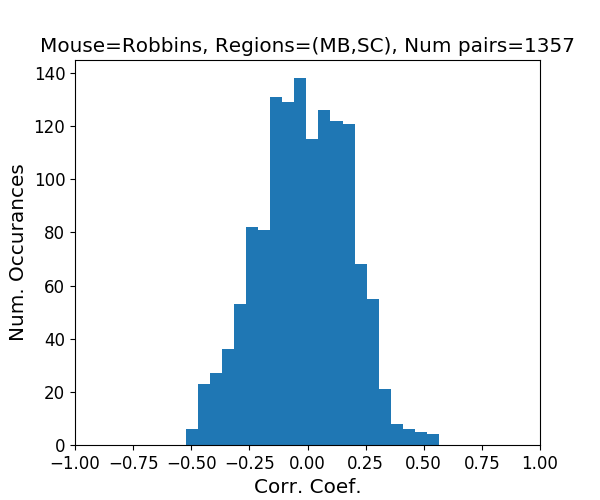 Mouse=Robbins, Regions=(MB,SC), Num pairs=1357
140
120
100
80
60
40
20
0
Num. Occurances
−1.00 −0.75 −0.50 −0.25 0.00 0.25 0.50 0.75 1.00
Corr. Coef.